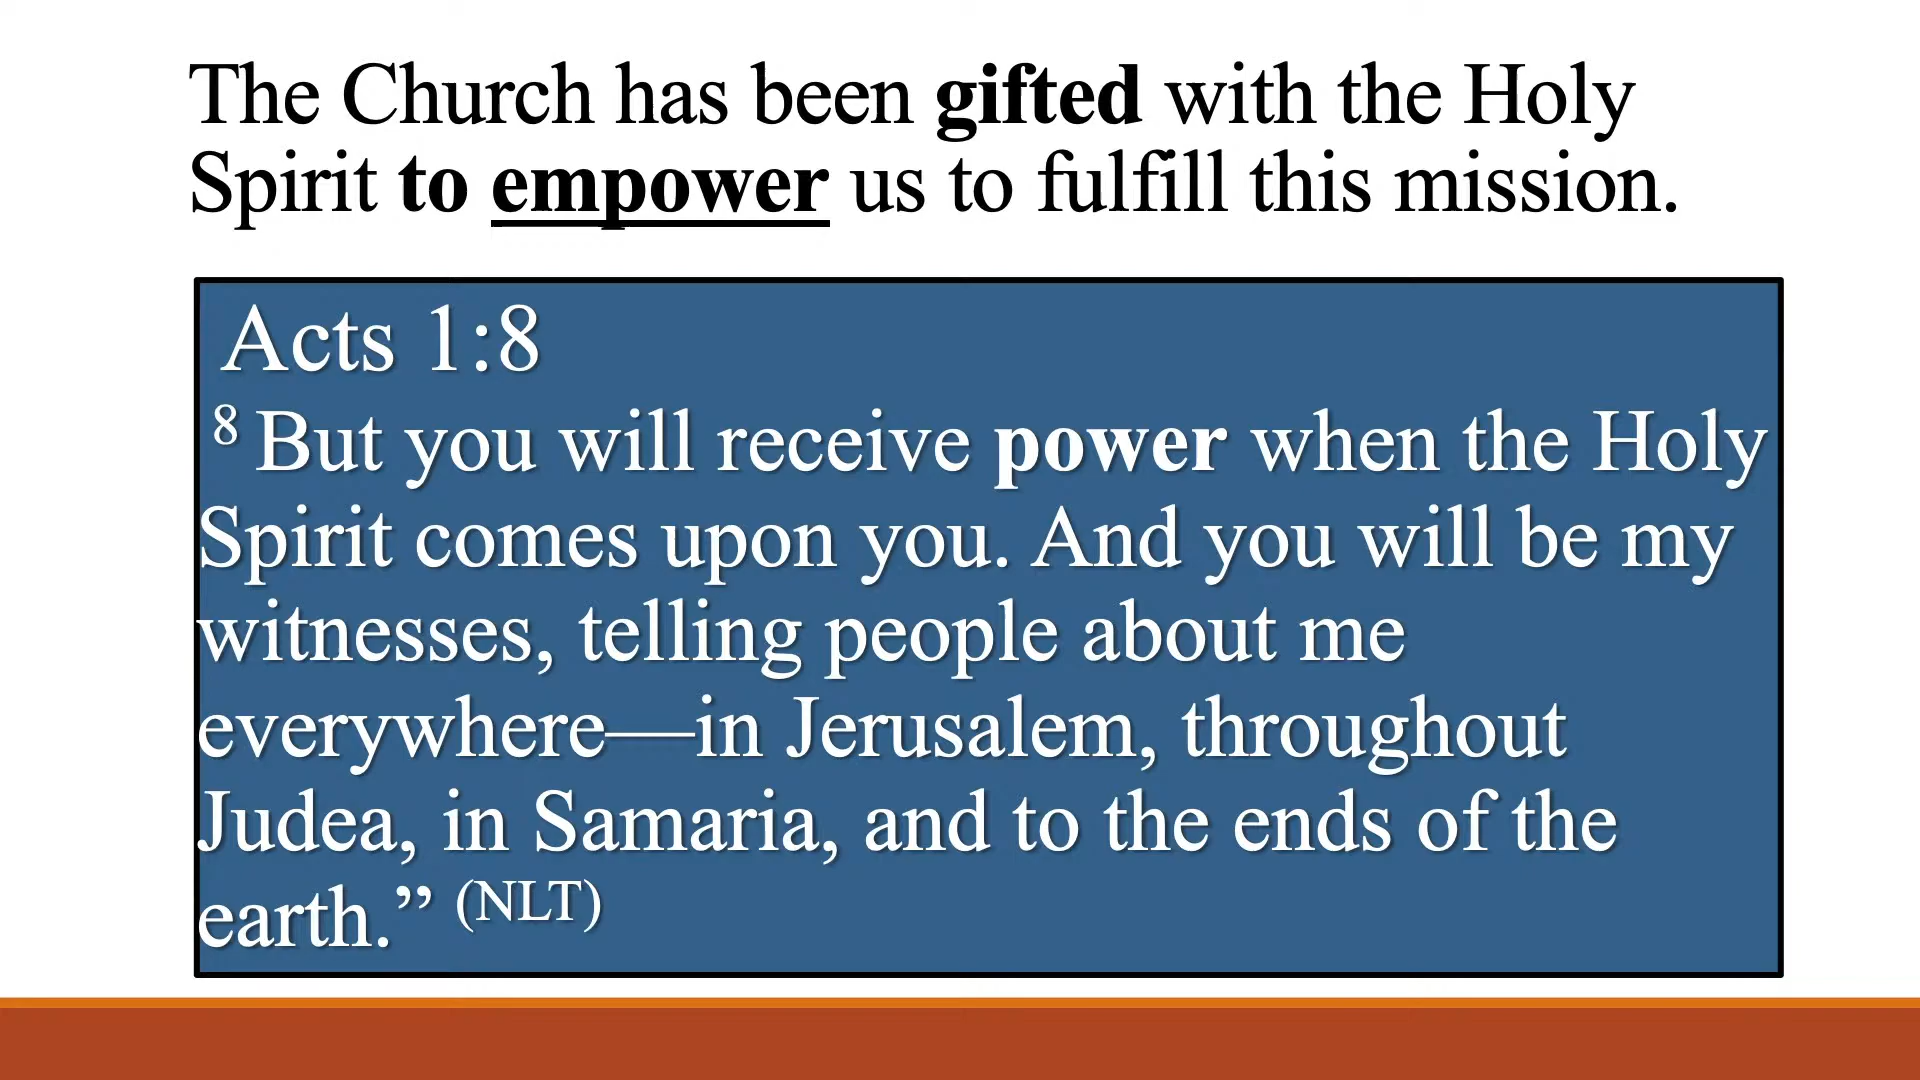 The Church has been gifted with the Holy
Spirit to empower us to fulfill this mission.
Acts 1:8
8 But you will receive power when the Holy
Spirit comes upon you. And you will be my
witnesses, telling people about me
everywhere—in Jerusalem, throughout
Judea, in Samaria, and to the ends of the
earth.” (NLT)